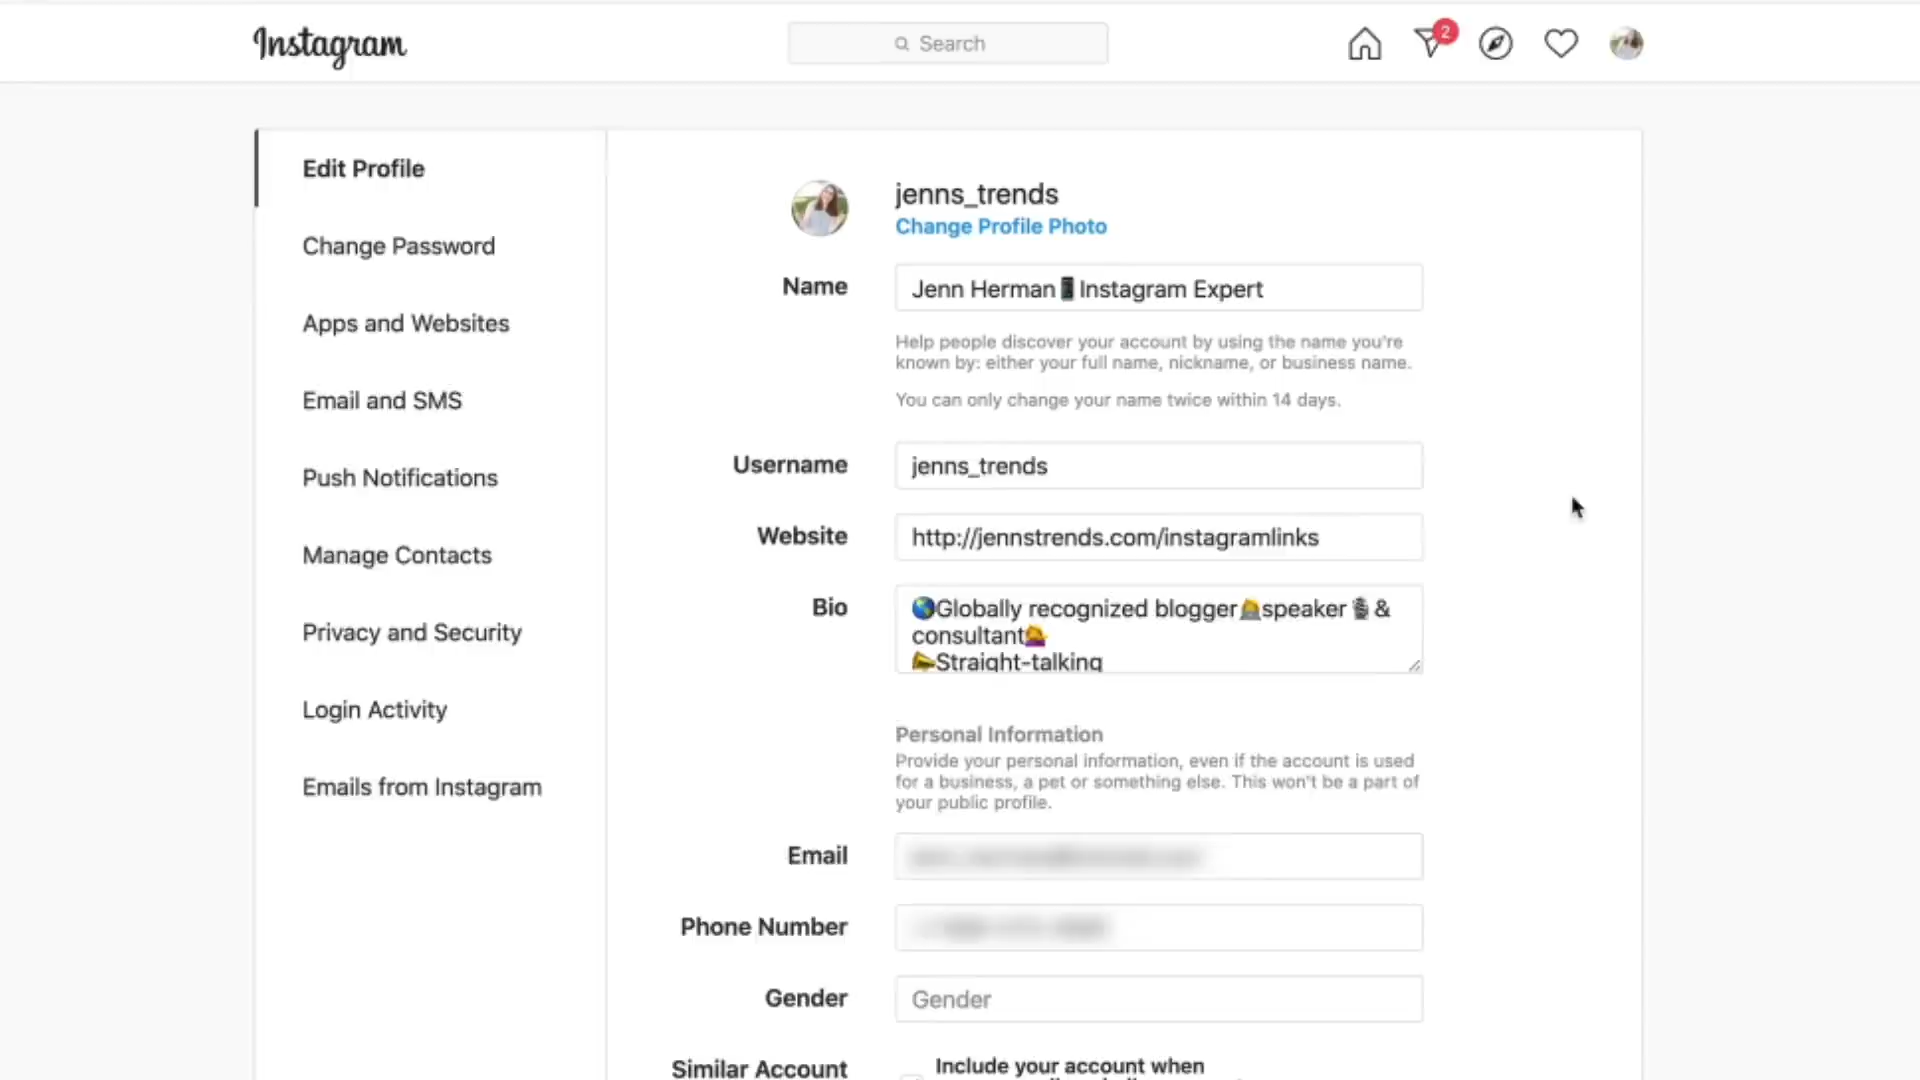 Instagram
Search
2
Edit Profile
Change Password
Apps and Websites
Email and SMS
Push Notifications
Manage Contacts
Privacy and Security
Login Activity
Emails from Instagram
jenns_trends
Change Profile Photo
Name
Jenn Herman📱Instagram Expert
Help people discover your account by using the name you're
known by: either your full name, nickname, or business name.
You can only change your name twice within 14 days.
Username
jenns_trends
Website
http://jennstrends.com/instagramlinks
Bio
🌎Globally recognized blogger👩‍💻speaker🎙&
consultant💁‍♀️
📣Straight-talking
Personal Information
Provide your personal information, even if the account is used
for a business, a pet or something else. This won't be a part of
your public profile.
Email
Phone Number
Gender
Gender
Similar Account
Include your account when